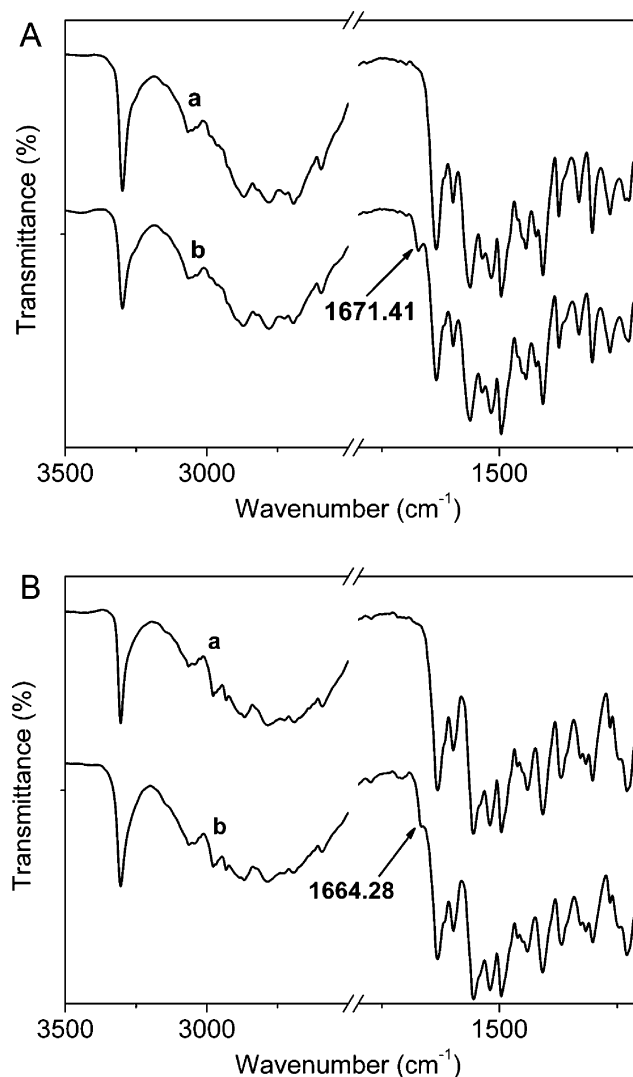 A
a
b
1671.41
Transmittance (%)
3500 3000 1500
Wavenumber (cm⁻¹)
B
a
b
1664.28
Transmittance (%)
3500 3000 1500
Wavenumber (cm⁻¹)